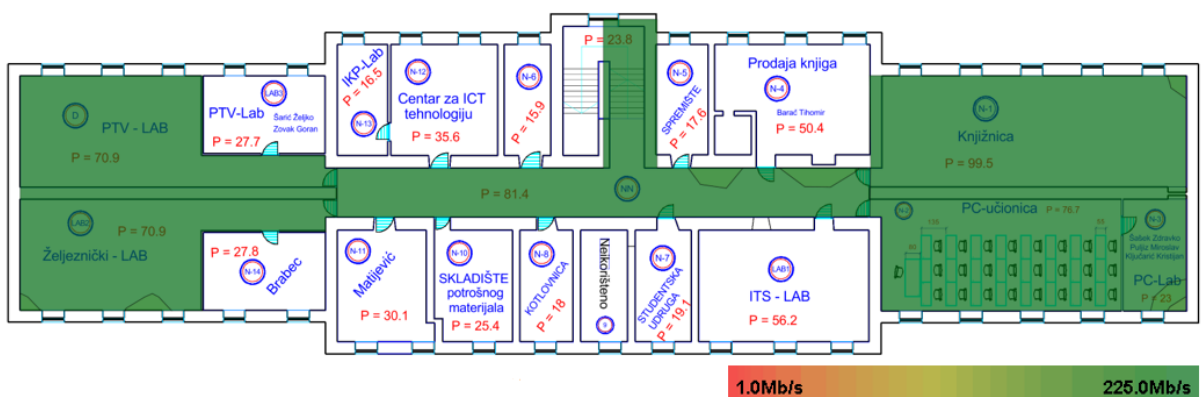 P = 23.8
D
PTV - LAB
P = 70.9
LAB3
PTV-Lab
Šarić Željko
Zovak Goran
P = 27.7
IKP-Lab
P = 16.5
N-13
N-12
Centar za ICT
tehnologiju
P = 35.6
N-6
P = 15.9
N-5
SPREMIŠTE
P = 17.6
Prodaja knjiga
N-4
Barać Tihomir
P = 50.4
N-1
Knjižnica
P = 99.5
P = 81.4
NN
LAB2
P = 70.9
Željeznički - LAB
P = 27.8
N-14
Brabec
N-11
Matijević
P = 30.1
N-10
SKLADIŠTE
potrošnog
materijala
P = 25.4
N-8
KOTLOVNICA
P = 18
Neikorišteno
9
N-7
STUDENTSKA
UDRUGA
P = 19.1
LAB1
ITS - LAB
P = 56.2
N-2
PC-učionica
P = 76.7
60
N-3
Šašek Zdravko
Puljiz Miroslav
Ključarić Kristijan
PC-Lab
P = 23
1.0Mb/s
225.0Mb/s